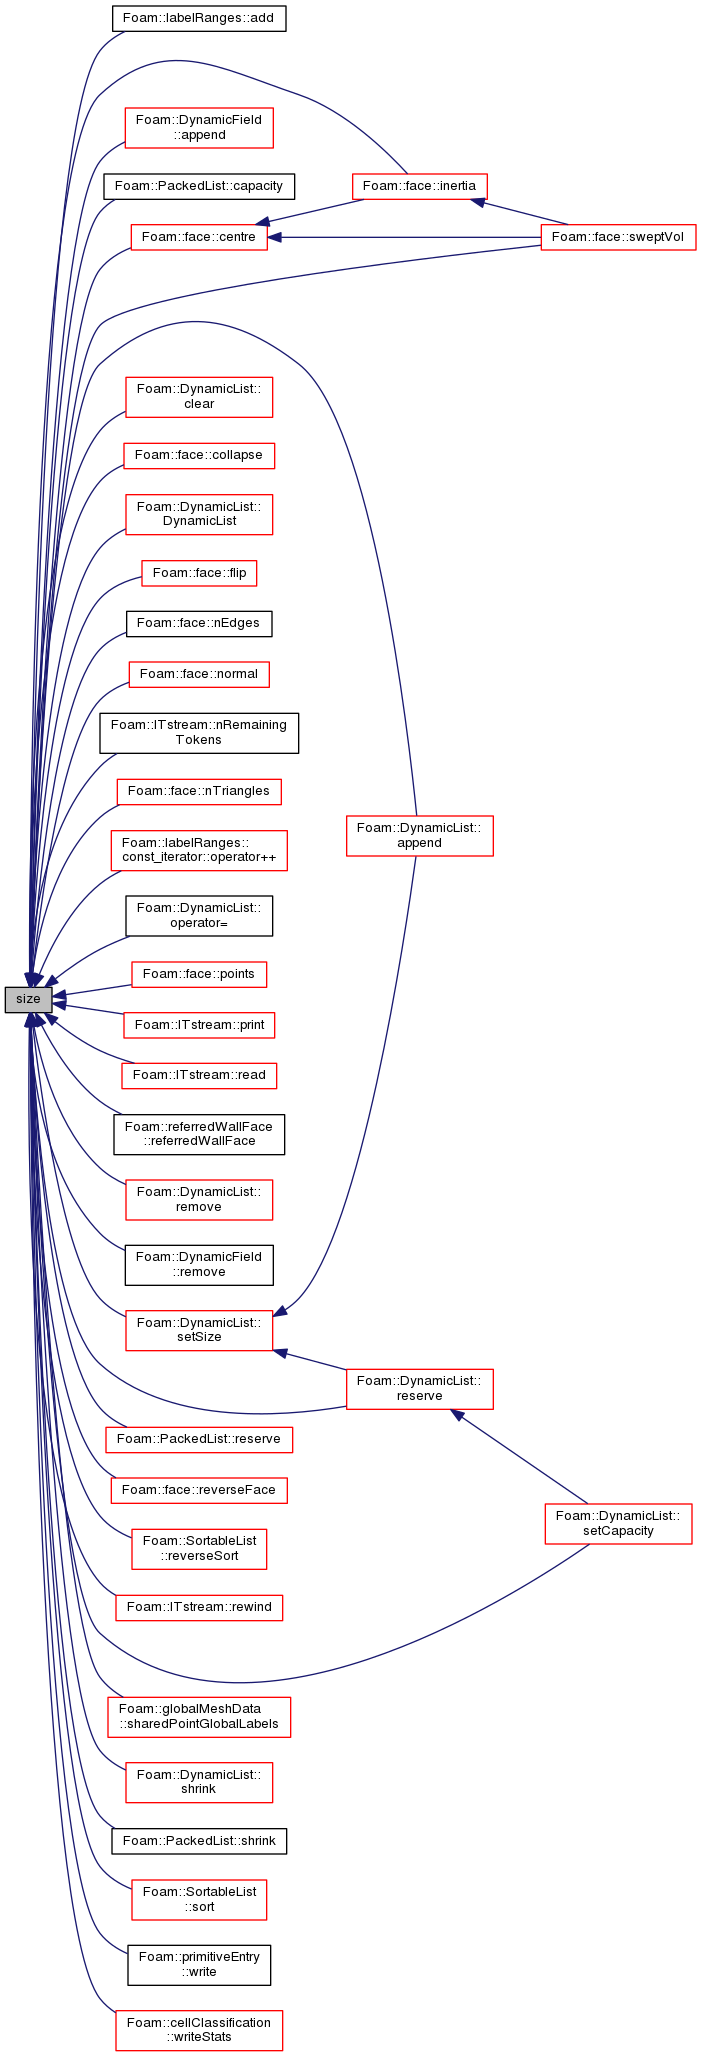 Foam::labelRanges::add
Foam::DynamicField
::append
Foam::PackedList::capacity
Foam::face::inertia
Foam::face::centre
Foam::face::sweptVol
Foam::DynamicList::
clear
Foam::face::collapse
Foam::DynamicList::
DynamicList
Foam::face::flip
Foam::face::nEdges
Foam::face::normal
Foam::ITstream::nRemaining
Tokens
Foam::face::nTriangles
Foam::DynamicList::
append
Foam::labelRanges::
const_iterator::operator++
Foam::DynamicList::
operator=
Foam::face::points
size
Foam::ITstream::print
Foam::ITstream::read
Foam::referredWallFace
::referredWallFace
Foam::DynamicList::
remove
Foam::DynamicField
::remove
Foam::DynamicList::
setSize
Foam::DynamicList::
reserve
Foam::PackedList::reserve
Foam::face::reverseFace
Foam::DynamicList::
setCapacity
Foam::SortableList
::reverseSort
Foam::ITstream::rewind
Foam::globalMeshData
::sharedPointGlobalLabels
Foam::DynamicList::
shrink
Foam::PackedList::shrink
Foam::SortableList
::sort
Foam::primitiveEntry
::write
Foam::cellClassification
::writeStats